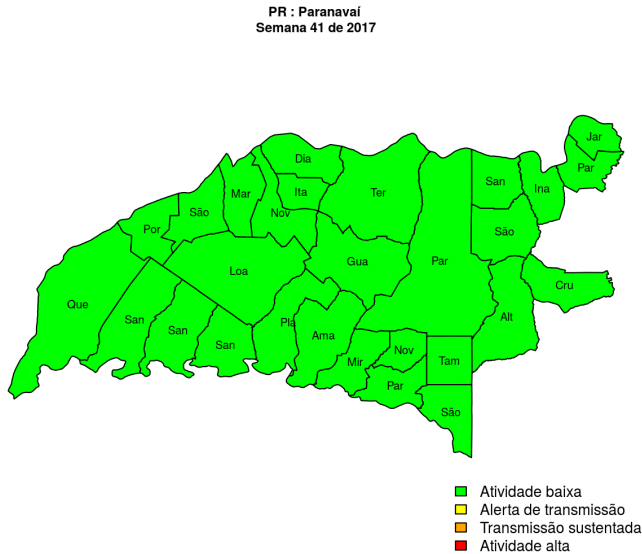 PR : Paranavaí
Semana 41 de 2017
Jar
Dia
Par
San
Ter
Ita
Mar
Ina
São
Nov
Por
São
Par
Gua
Loa
Cru
Que
Alt
San
Pla
San
Ama
San
Nov
Mir
Tam
Par
São
Atividade baixa
Alerta de transmissão
Transmissão sustentada
Atividade alta